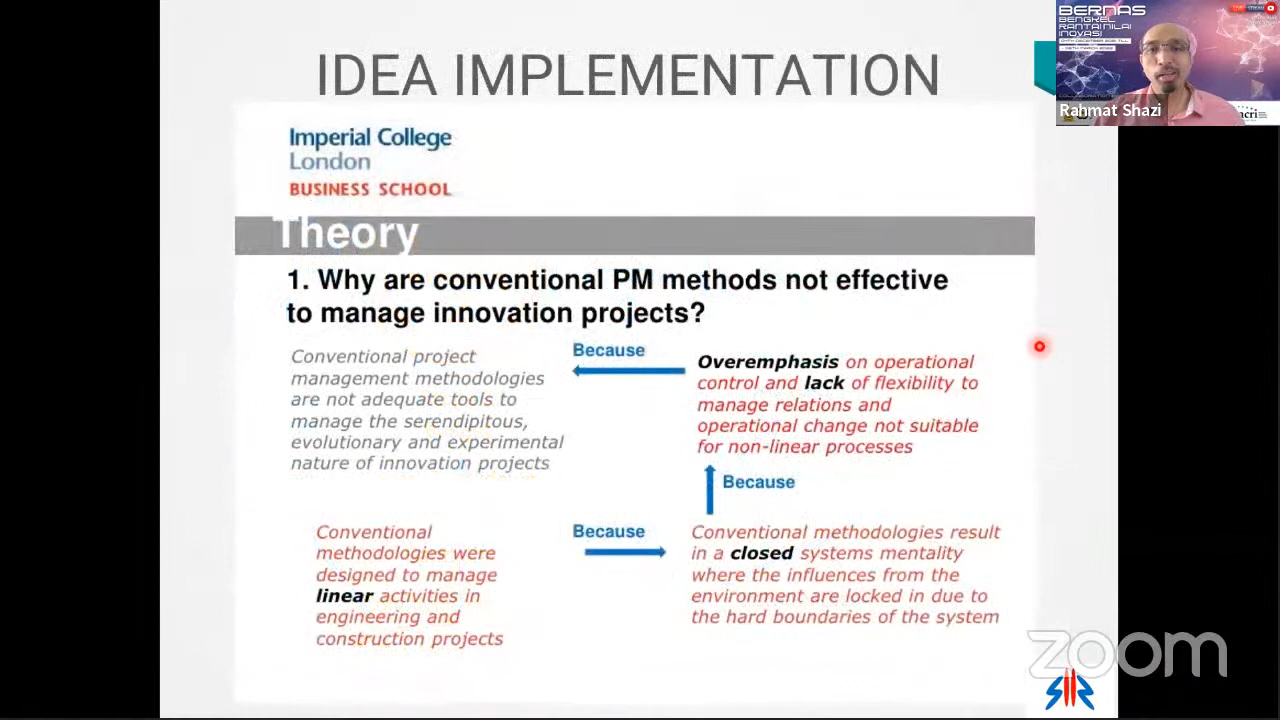 IDEA IMPLEMENTATION
Imperial College
London
BUSINESS SCHOOL
Theory
1. Why are conventional PM methods not effective
to manage innovation projects?
Conventional project
management methodologies
are not adequate tools to
manage the serendipitous,
evolutionary and experimental
nature of innovation projects
Because
Overemphasis on operational
control and lack of flexibility to
manage relations and
operational change not suitable
for non-linear processes
Because
Conventional
methodologies were
designed to manage
linear activities in
engineering and
construction projects
Because
Conventional methodologies result
in a closed systems mentality
where the influences from the
environment are locked in due to
the hard boundaries of the system
BERNAS
BENGKEL
RANTAI NILAI
INOVASI
Rahmat Shazi
zoom